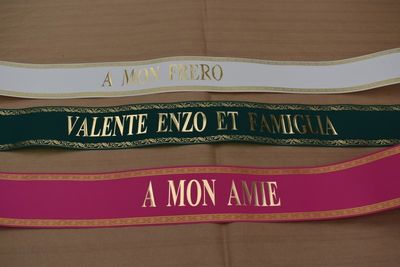 A MON FRERO
VALENTE ENZO ET FAMIGLIA
A MON AMIE